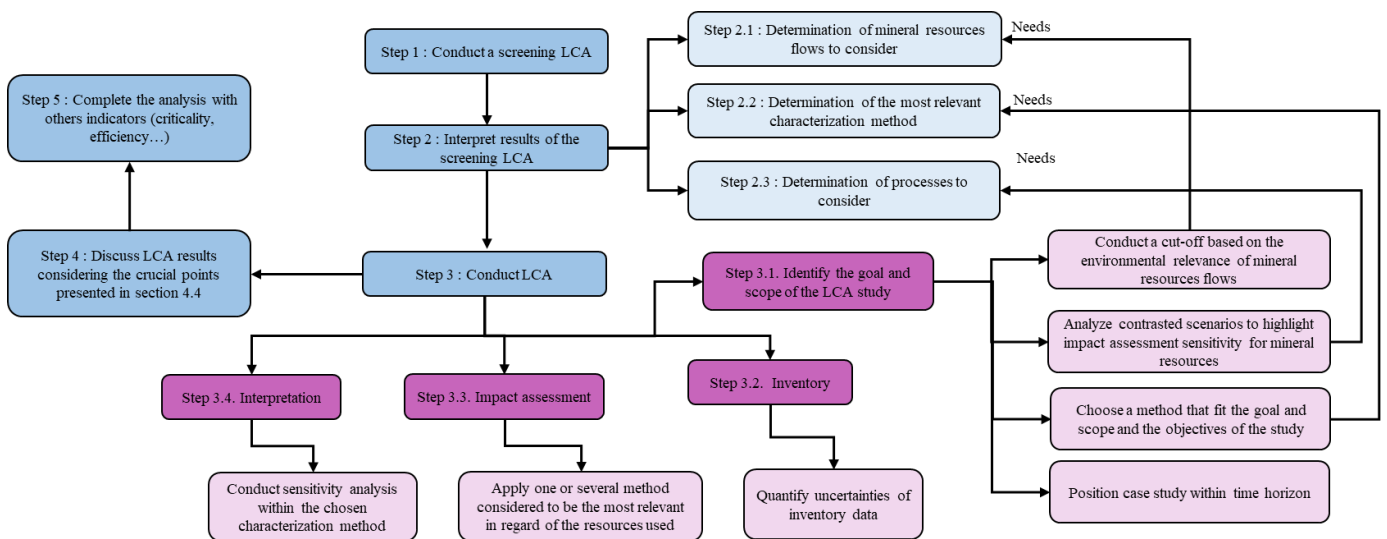 Step 1 : Conduct a screening LCA
Step 2.1 : Determination of mineral resources
flows to consider
Needs
Step 5 : Complete the analysis with
others indicators (criticality,
efficiency…)
Step 2 : Interpret results of the
screening LCA
Step 2.2 : Determination of the most relevant
characterization method
Needs
Step 2.3 : Determination of processes to
consider
Needs
Step 4 : Discuss LCA results
considering the crucial points
presented in section 4.4
Step 3 : Conduct LCA
Step 3.1. Identify the goal and
scope of the LCA study
Conduct a cut-off based on the
environmental relevance of mineral
resources flows
Analyze contrasted scenarios to highlight
impact assessment sensitivity for mineral
resources
Choose a method that fit the goal and
scope and the objectives of the study
Position case study within time horizon
Step 3.4. Interpretation
Step 3.3. Impact assessment
Step 3.2. Inventory
Conduct sensitivity analysis
within the chosen
characterization method
Apply one or several method
considered to be the most relevant
in regard of the resources used
Quantify uncertainties of
inventory data